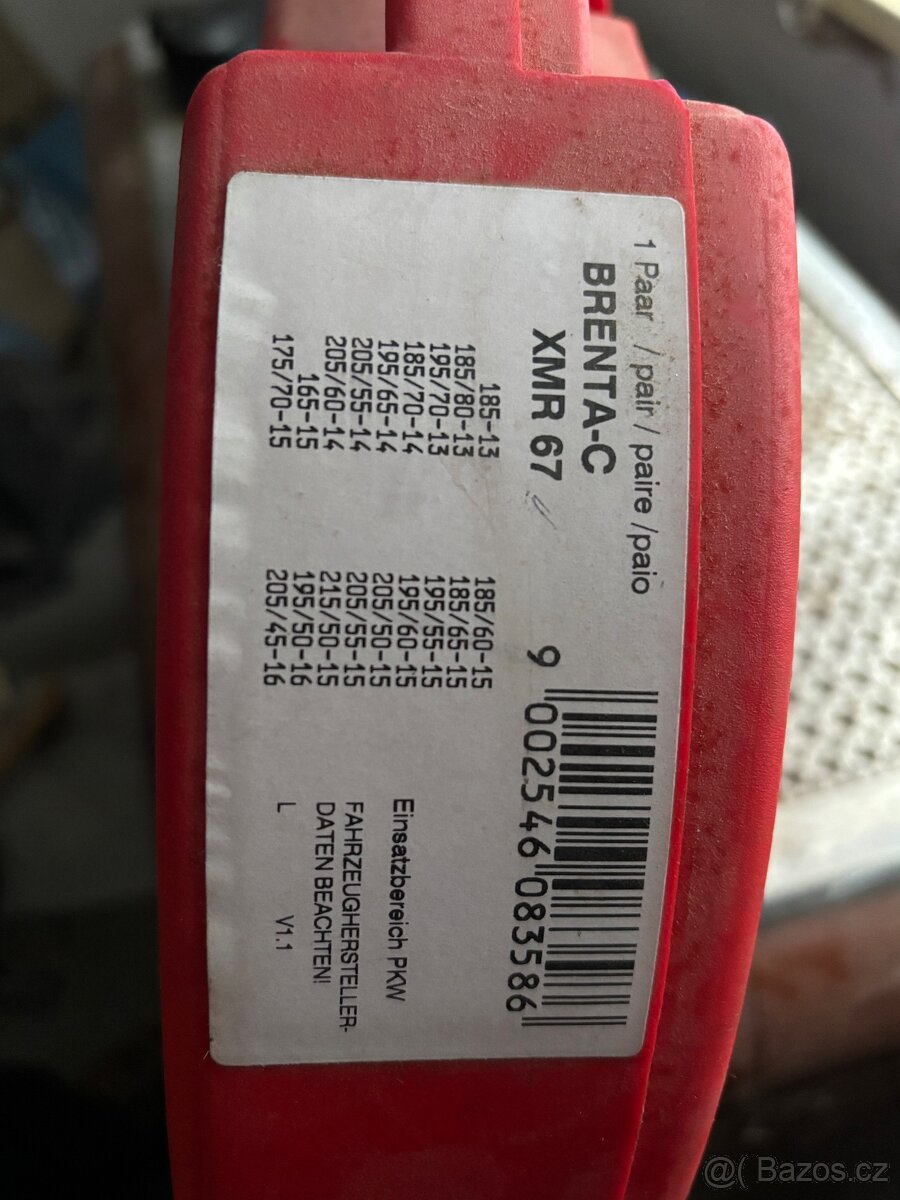 1 Paar / pair / paire /paio
BRENTA-C
XMR 67
185-13
185/80-13
195/70-13
185/70-14
195/65-14
205/55-14
205/60-14
165-15
175/70-15
185/60-15
185/65-15
195/55-15
195/60-15
205/50-15
205/55-15
215/50-15
195/50-16
205/45-16
9 002546 083586
Einsatzbereich PKW
FAHRZEUGHERSTELLER-
DATEN BEACHTEN!
L V1.1
@( Bazos.cz